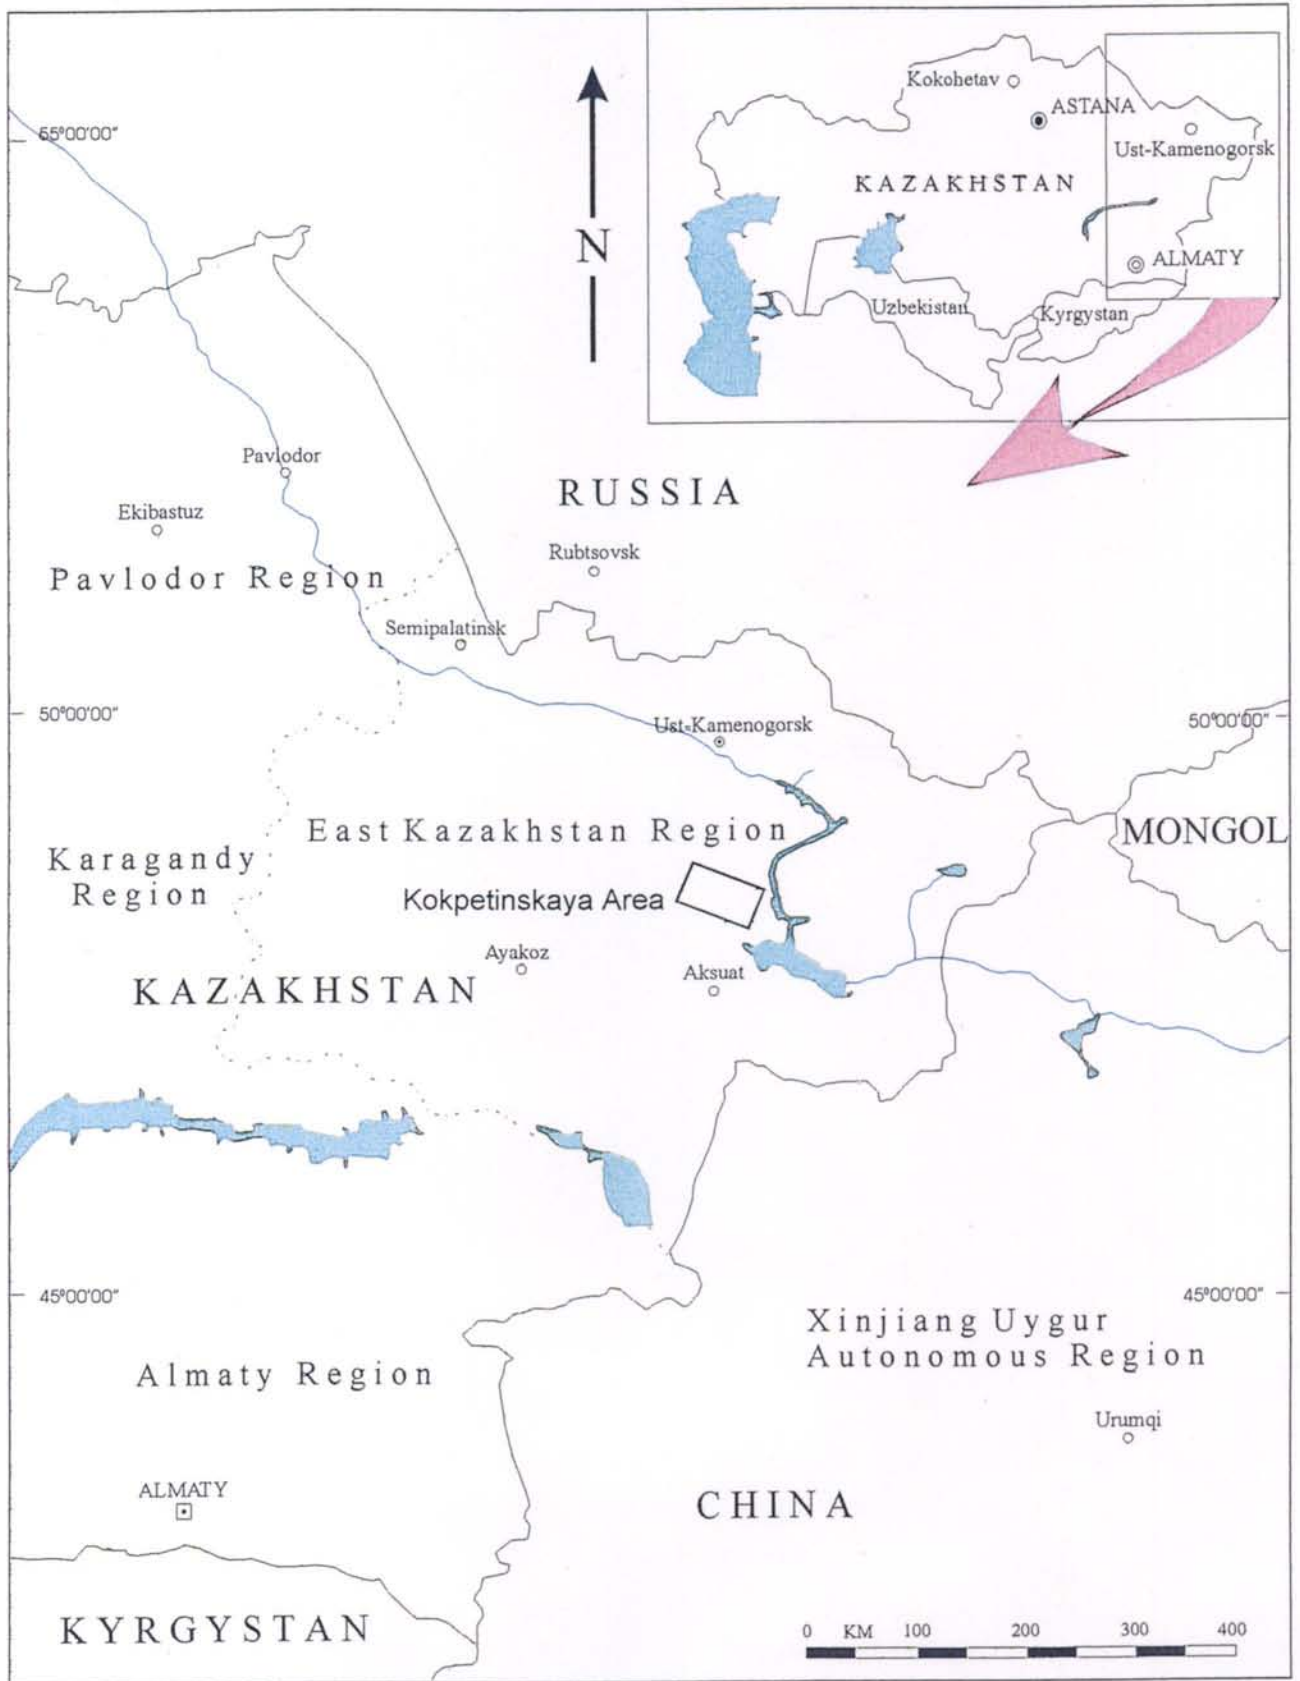 Kokohetav
ASTANA
Ust-Kamenogorsk
KAZAKHSTAN
ALMATY
Uzbekistan
Kyrgystan
55°00'00"
N
Pavlodor
Ekibastuz
RUSSIA
Rubtsovsk
Pavlodor Region
Semipalatinsk
50°00'00"
50°00'00"
Ust-Kamenogorsk
East Kazakhstan Region
MONGOL
Karagandy
Region
Kokpetinskaya Area
Ayakoz
Aksuat
KAZAKHSTAN
45°00'00"
45°00'00"
Xinjiang Uygur
Autonomous Region
Almaty Region
Urumqi
ALMATY
CHINA
KYRGYSTAN
0 KM 100 200 300 400